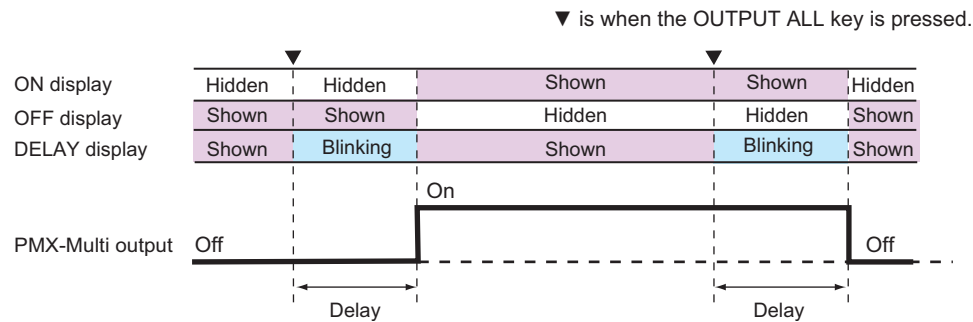 ▼ is when the OUTPUT ALL key is pressed.
ON display Hidden Hidden Shown Shown Hidden
OFF display Shown Shown Hidden Hidden Shown
DELAY display Shown Blinking Shown Blinking Shown
On
PMX-Multi output Off Off
Delay Delay